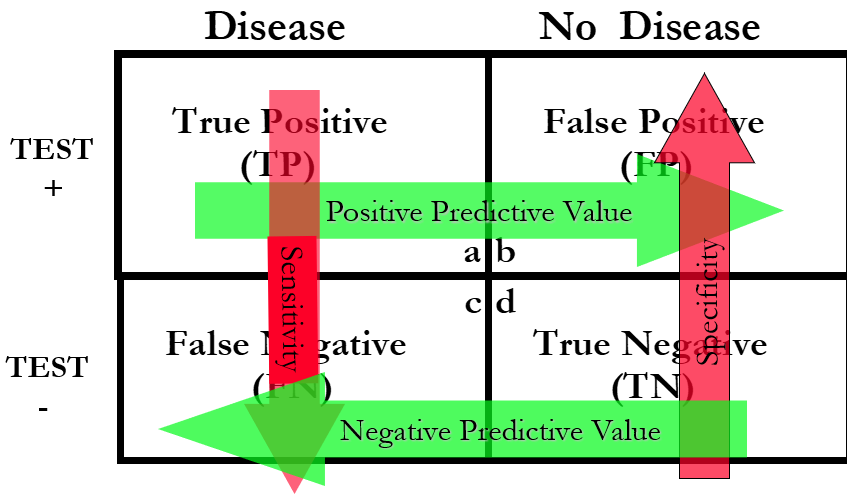 Disease No Disease
TEST
+
True Positive
(TP)
False Positive
(FP)
Positive Predictive Value
a b
Sensitivity
Specificity
c d
TEST
-
False Negative
(FN)
True Negative
(TN)
Negative Predictive Value